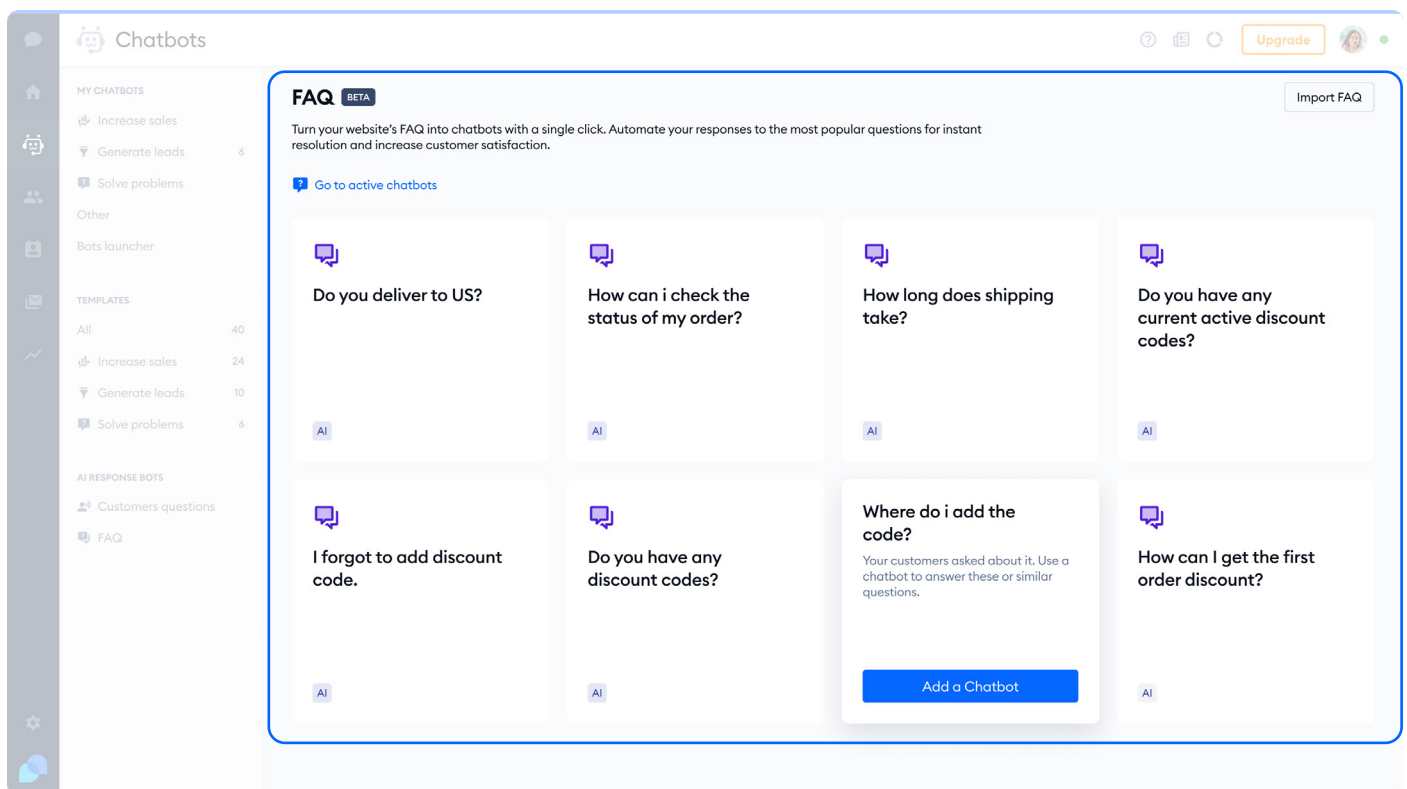 Chatbots
Upgrade
MY CHATBOTS
Increase sales
Generate leads 6
Solve problems
Other
Bots launcher
TEMPLATES
All 40
Increase sales 24
Generate leads 10
Solve problems 6
AI RESPONSE BOTS
Customers questions
FAQ
FAQ BETA
Import FAQ
Turn your website's FAQ into chatbots with a single click. Automate your responses to the most popular questions for instant
resolution and increase customer satisfaction.
Go to active chatbots
Do you deliver to US?
AI
How can i check the
status of my order?
AI
How long does shipping
take?
AI
Do you have any
current active discount
codes?
AI
I forgot to add discount
code.
AI
Do you have any
discount codes?
AI
Where do i add the
code?
Your customers asked about it. Use a
chatbot to answer these or similar
questions.
Add a Chatbot
How can I get the first
order discount?
AI